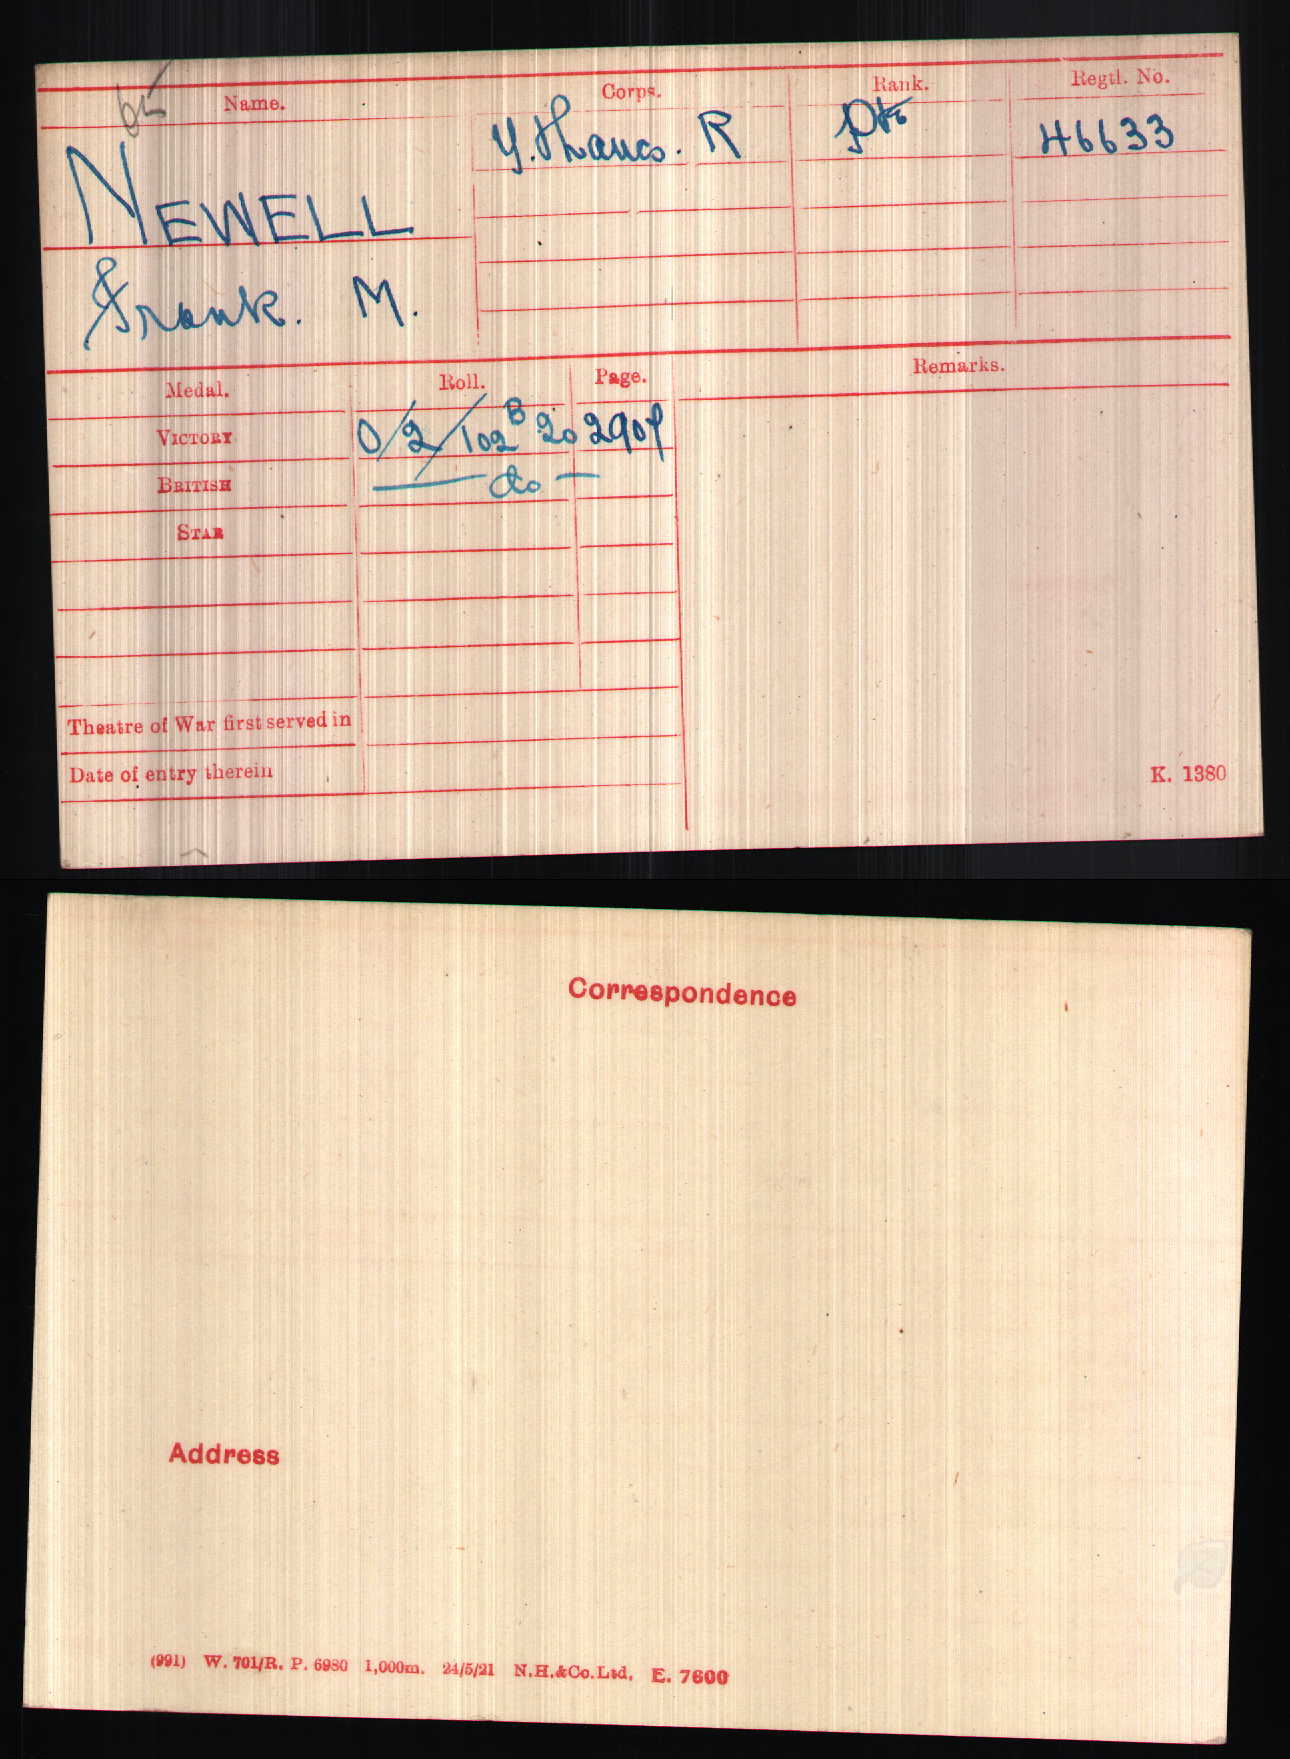 65
Name.
Corps.
Rank.
Regtl. No.
NEWELL
Y. & Lancs. R
Pte
46633
Frank. M.
Medal.
Roll.
Page.
Remarks.
VICTORY
O/2/102 B 20
2907
BRITISH
— do —
STAR
Theatre of War first served in
Date of entry therein
K. 1380
Correspondence
Address
(991) W. 701/R. P. 6980 1,000m. 24/5/21 N.H.&Co.Ltd. E. 7600